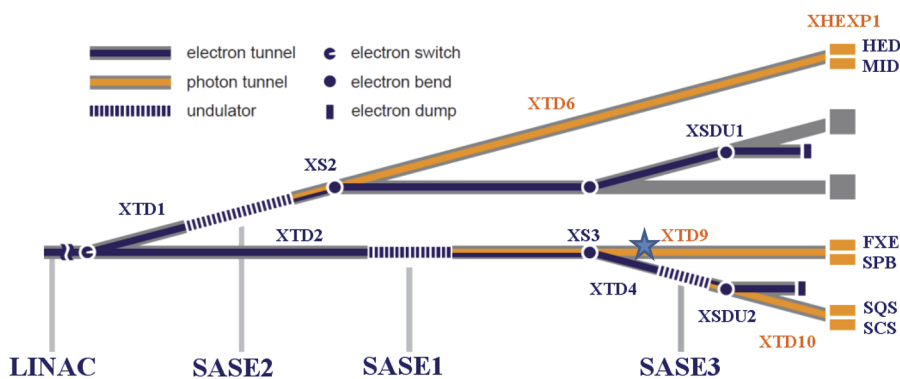 XHEXP1
electron tunnel
electron switch
HED
photon tunnel
electron bend
MID
XTD6
undulator
electron dump
XSDU1
XS2
XTD1
XTD2
XS3
XTD9
FXE
SPB
XTD4
XSDU2
SQS
SCS
XTD10
LINAC
SASE2
SASE1
SASE3